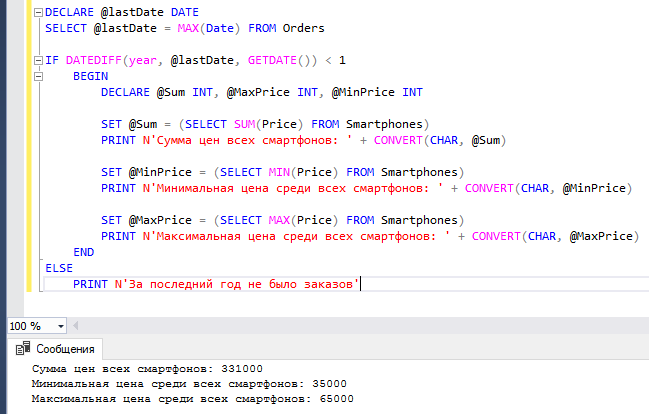 DECLARE @lastDate DATE
SELECT @lastDate = MAX(Date) FROM Orders
IF DATEDIFF(year, @lastDate, GETDATE()) < 1
BEGIN
DECLARE @Sum INT, @MaxPrice INT, @MinPrice INT
SET @Sum = (SELECT SUM(Price) FROM Smartphones)
PRINT N'Сумма цен всех смартфонов: ' + CONVERT(CHAR, @Sum)
SET @MinPrice = (SELECT MIN(Price) FROM Smartphones)
PRINT N'Минимальная цена среди всех смартфонов: ' + CONVERT(CHAR, @MinPrice)
SET @MaxPrice = (SELECT MAX(Price) FROM Smartphones)
PRINT N'Максимальная цена среди всех смартфонов: ' + CONVERT(CHAR, @MaxPrice)
END
ELSE
PRINT N'За последний год не было заказов'
100 %
Сообщения
Сумма цен всех смартфонов: 331000
Минимальная цена среди всех смартфонов: 35000
Максимальная цена среди всех смартфонов: 65000